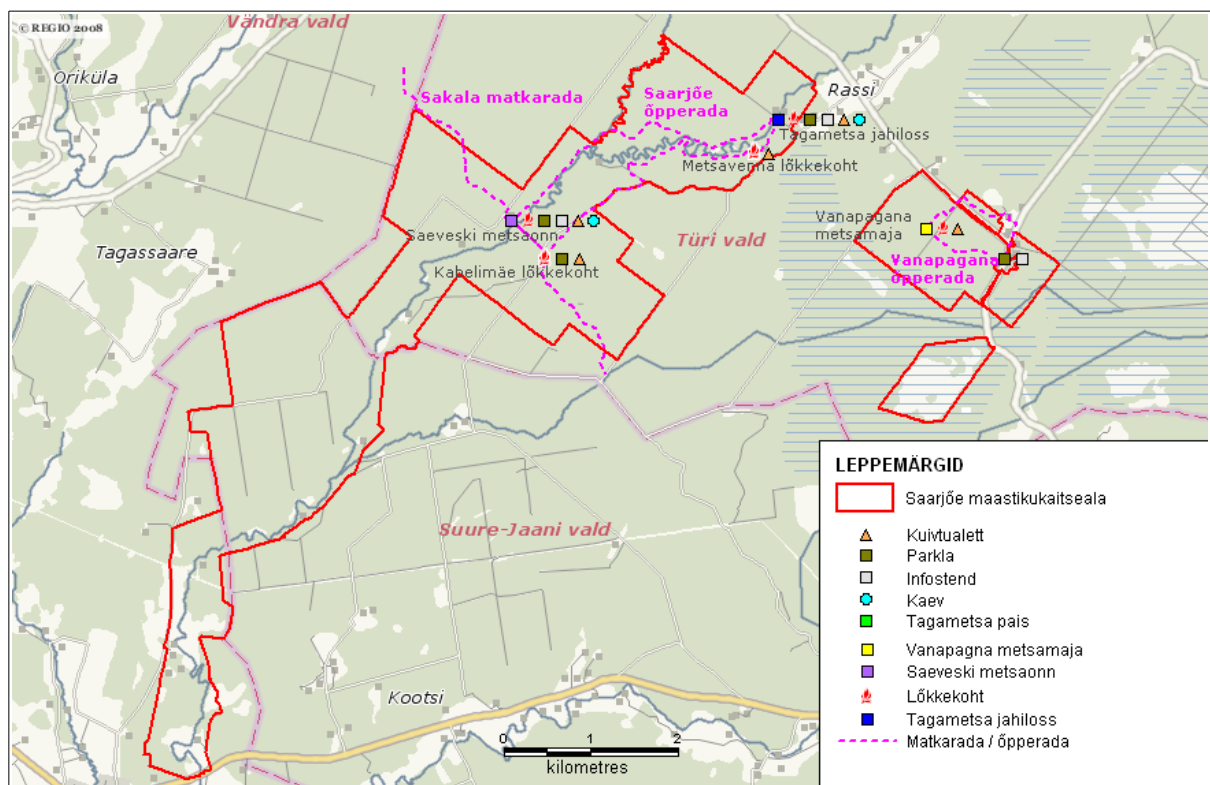 © REGIO 2008
Vändra vald
Oriküla
Sakala matkarada
Saarjõe
õpperada
Rassi
Tagametsa jahiloss
Metsavenna lõkkekoht
Vanapagana
metsamaja
Saeveski metsaonn
Türi vald
Tagassaare
Kabelimäe lõkkekoht
Vanapagana
õpperada
Suure-Jaani vald
Kootsi
0 1 2
kilometres
LEPPEMÄRGID
Saarjõe maastikukaitseala
Kuivtualett
Parkla
Infostend
Kaev
Tagametsa pais
Vanapagna metsamaja
Saeveski metsaonn
Lõkkekoht
Tagametsa jahiloss
Matkarada / õpperada